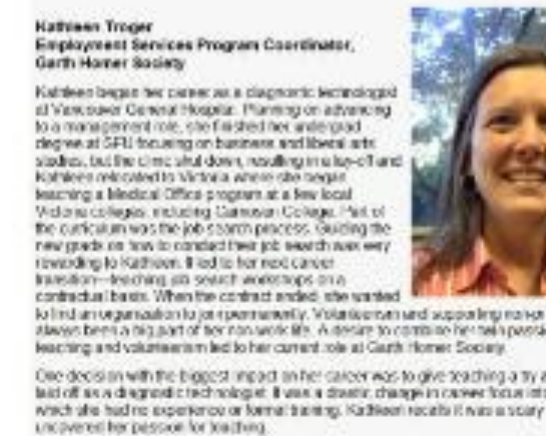 Kathleen Troger
Employment Services Program Coordinator,
Garth Homer Society
Kathleen began her career as a diagnostic technologist
at Vancouver General Hospital. Planning on advancing
to a management role, she finished her undergrad
degree at SFU focusing on business and liberal arts
studies, but the clinic shut down, resulting in a lay-off and
Kathleen relocated to Victoria where she began
teaching a Medical Office program at a few local
Victoria colleges, including Camosun College. Part of
the curriculum was the job search process. Guiding the
new grads on how to conduct their job search was very
rewarding to Kathleen. It led to her next career
transition—teaching job search workshops on a
contractual basis. When the contract ended, she wanted
to find an organization to join permanently. Volunteerism and supporting
always been a big part of her non work life. A desire to combine her twin
teaching and volunteerism led to her current role at Garth Homer Society.
One decision with the biggest impact on her career was to give teaching a try
laid off as a diagnostic technologist. It was a drastic change in career focus
which she had no experience or formal training. Kathleen recalls it was a scary
uncovered her passion for teaching.